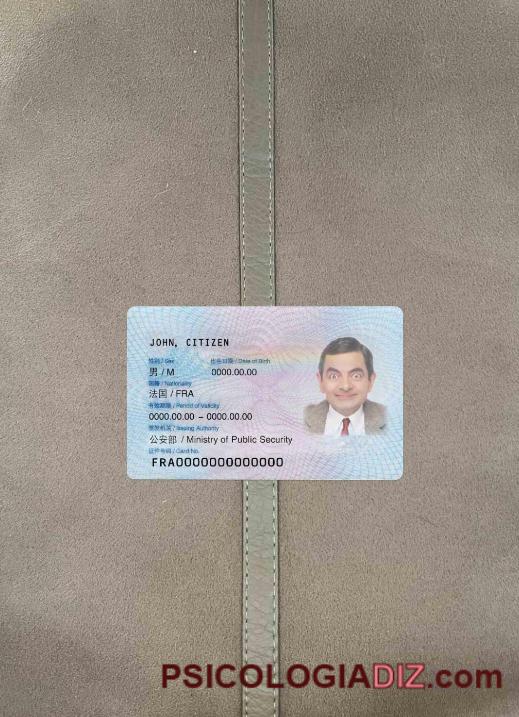 JOHN, CITIZEN
性别 / Sex 出生日期 / Date of Birth
男 / M 0000.00.00
国籍 / Nationality
法国 / FRA
有效期限 / Period of Validity
0000.00.00 – 0000.00.00
签发机关 / Issuing Authority
公安部 / Ministry of Public Security
证件号码 / Card No.
FRA0000000000000
PSICOLOGIADIZ.com